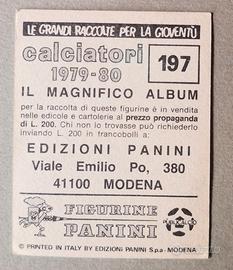 LE GRANDI RACCOLTE PER LA GIOVENTÙ
calciatori
1979-80
197
IL MAGNIFICO ALBUM
per la raccolta di queste figurine è in vendita
nelle edicole e cartolerie al prezzo propaganda
di L. 200. Chi non lo trovasse può richiederlo
inviando L. 200 in francobolli a:
EDIZIONI PANINI
Viale Emilio Po, 380
41100 MODENA
FIGURINE
PANINI
© PRINTED IN ITALY BY EDIZIONI PANINI S.p.a - MODENA